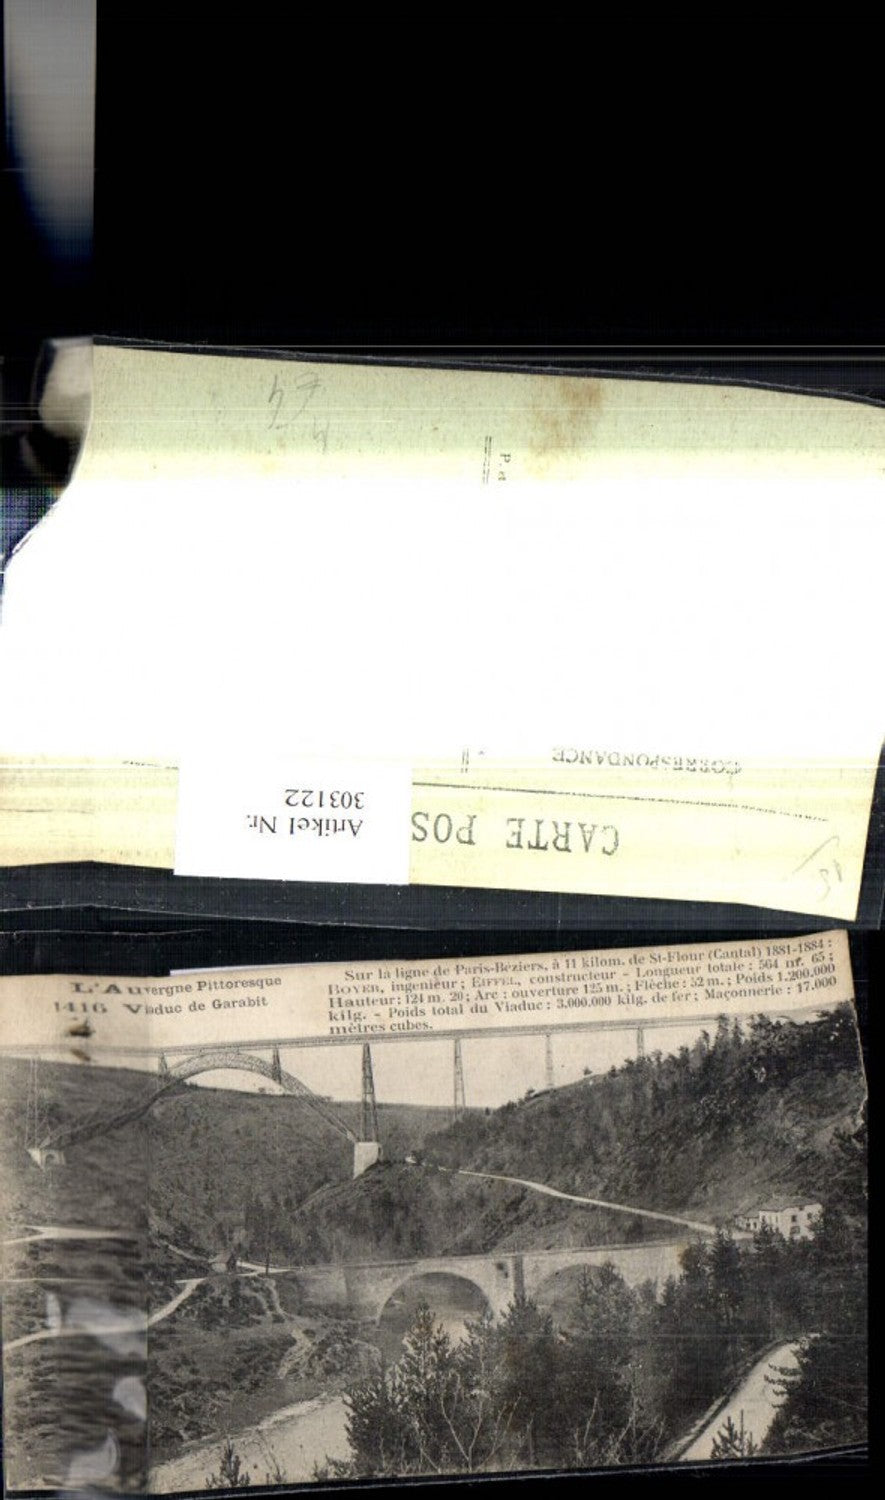 P. et
CORRESPONDANCE
CARTE POS
Artikel Nr.
303122
L'Auvergne Pittoresque
1416 Viaduc de Garabit
Sur la ligne de Paris-Béziers, à 11 kilom. de St-Flour (Cantal) 1881-1884 :
BOYER, ingenieur ; EIFFEL, constructeur - Longueur totale : 564 m. 65 ;
Hauteur : 124 m. 20 ; Arc : ouverture 125 m. ; Flèche : 52 m. ; Poids 1.200.000
kilg. - Poids total du Viaduc : 3.000.000 kilg. de fer ; Maçonnerie : 17.000
mètres cubes.